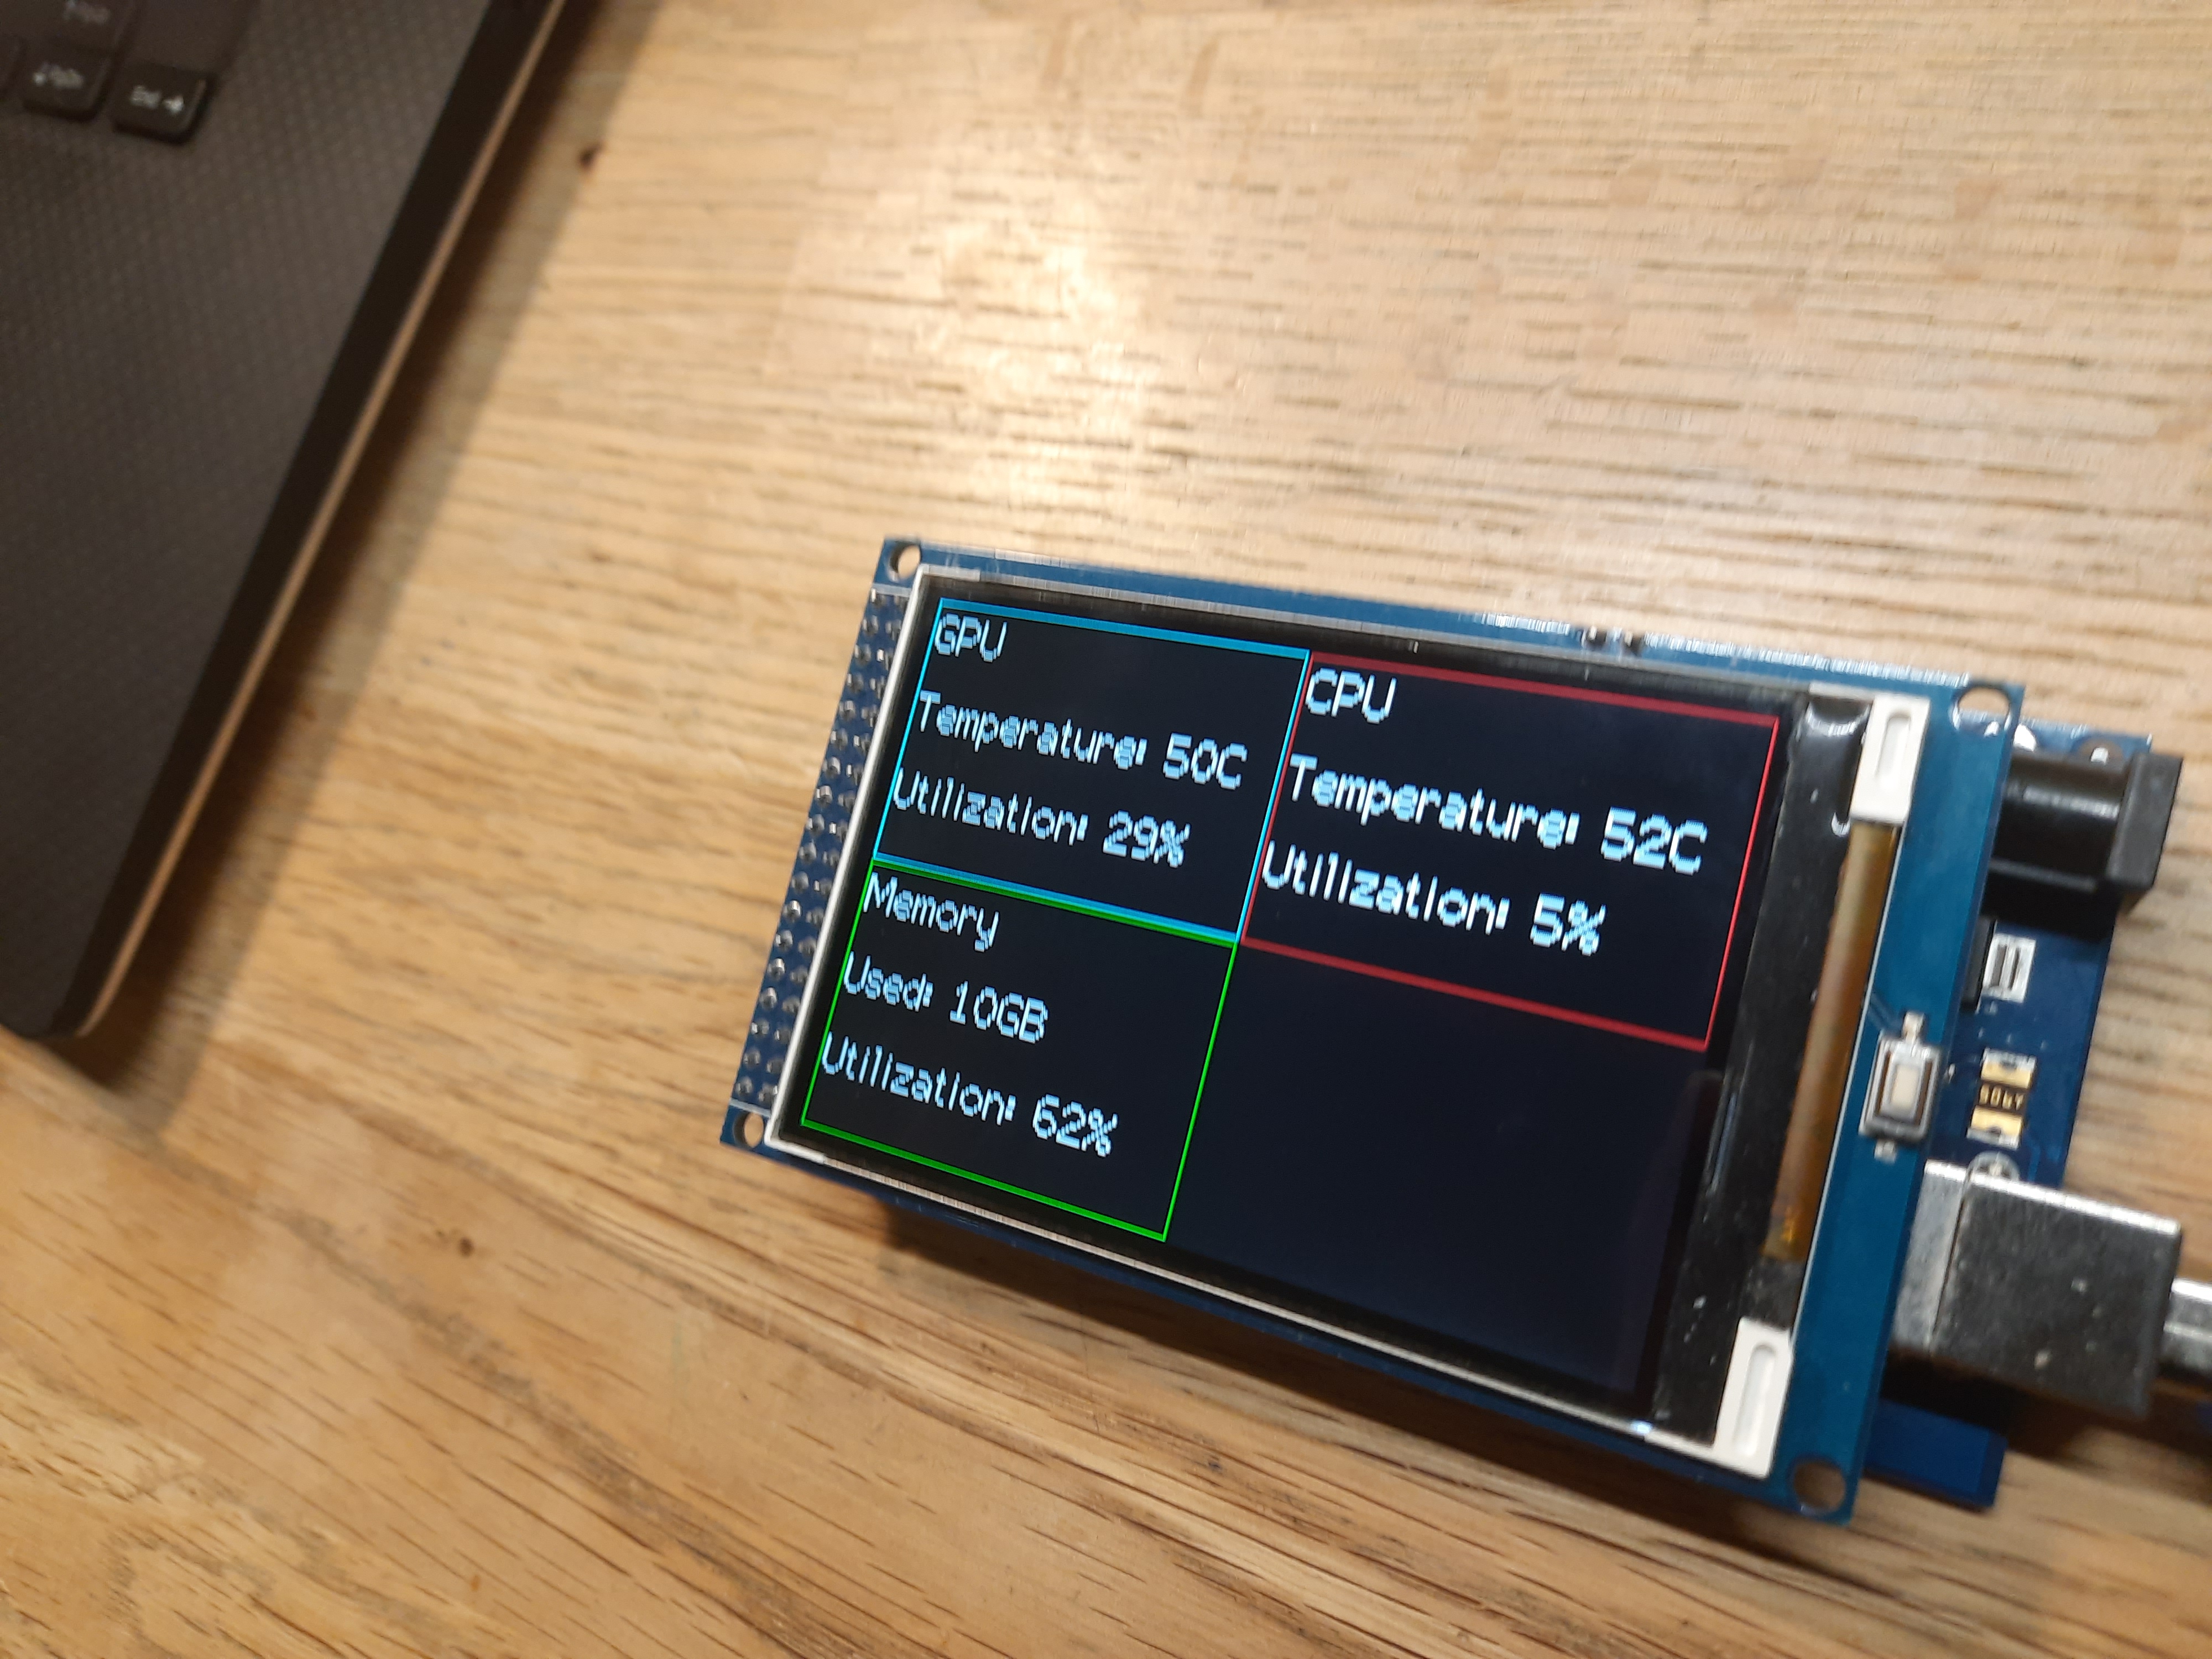 GPU
Temperature: 50C
Utilization: 29%
CPU
Temperature: 52C
Utilization: 5%
Memory
Used: 10GB
Utilization: 62%